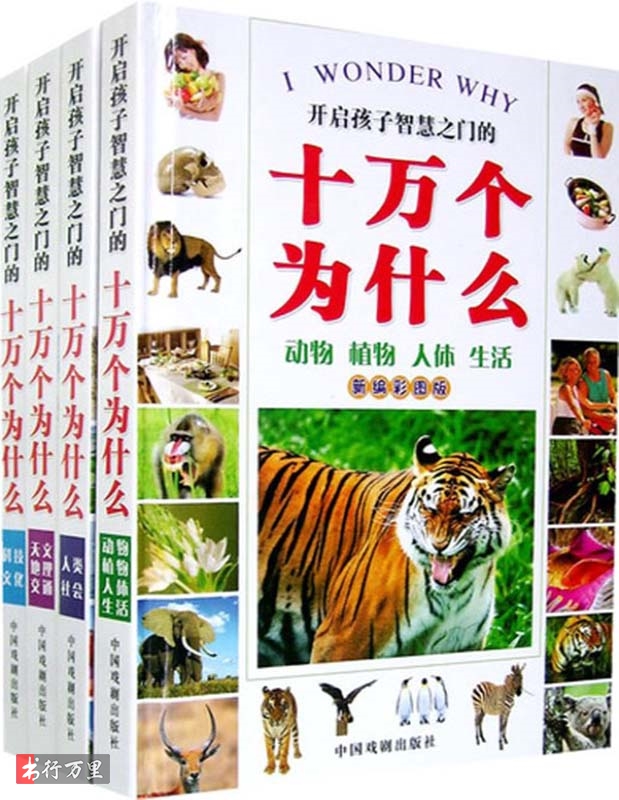 I WONDER WHY
开启孩子智慧之门的
十万个
为什么
动物 植物 人体 生活
新编彩图版
中国戏剧出版社
开启孩子智慧之门的
十万个为什么
科技
文化
中国戏剧出版社
开启孩子智慧之门的
十万个为什么
天文
地理
交通
中国戏剧出版社
开启孩子智慧之门的
十万个为什么
人类
社会
中国戏剧出版社
开启孩子智慧之门的
十万个为什么
动物
植物
人体
生活
中国戏剧出版社
书行万里